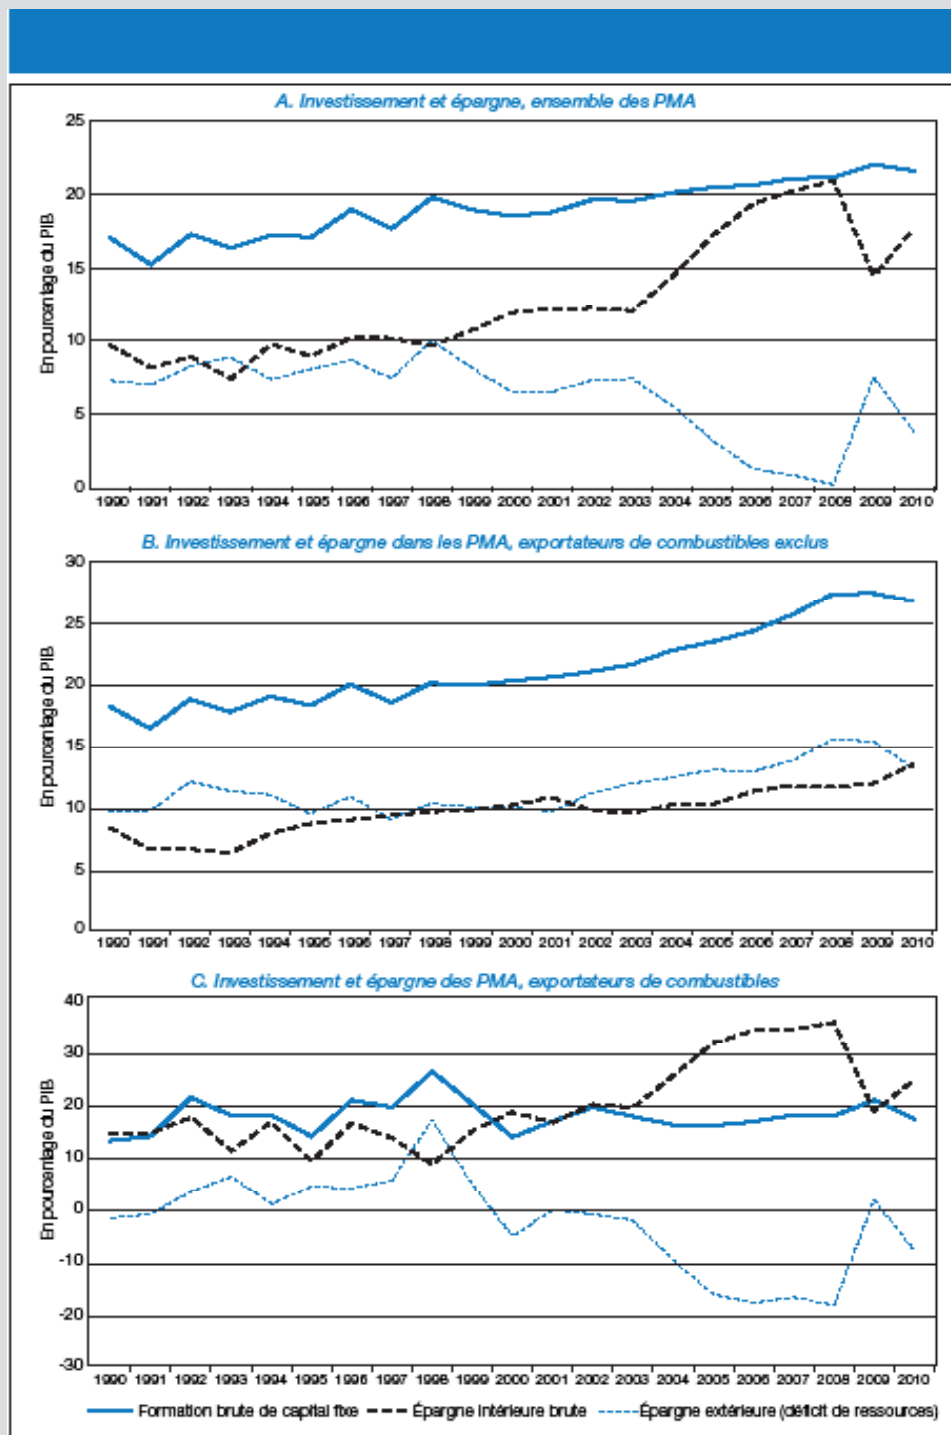 A. Investissement et épargne, ensemble des PMA
En pourcentage du PIB
25
20
15
10
5
0
1990 1991 1992 1993 1994 1995 1996 1997 1998 1999 2000 2001 2002 2003 2004 2005 2006 2007 2008 2009 2010
B. Investissement et épargne dans les PMA, exportateurs de combustibles exclus
En pourcentage du PIB
30
25
20
15
10
5
0
1990 1991 1992 1993 1994 1995 1996 1997 1998 1999 2000 2001 2002 2003 2004 2005 2006 2007 2008 2009 2010
C. Investissement et épargne des PMA, exportateurs de combustibles
En pourcentage du PIB
40
30
20
10
0
-10
-20
-30
1990 1991 1992 1993 1994 1995 1996 1997 1998 1999 2000 2001 2002 2003 2004 2005 2006 2007 2008 2009 2010
Formation brute de capital fixe Épargne intérieure brute Épargne extérieure (déficit de ressources)